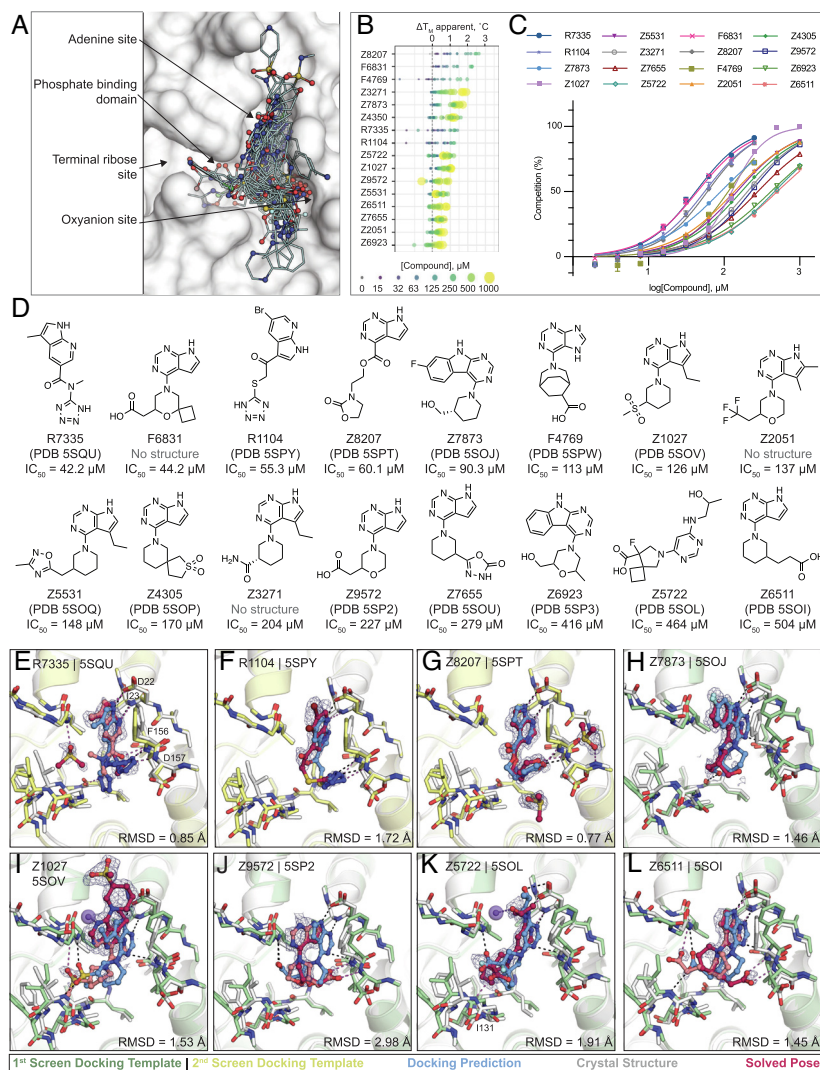 A
Adenine site
Phosphate binding
domain
Terminal ribose
site
Oxyanion site
B
ΔTM apparent, °C
0 1 2 3
Z8207
F6831
F4769
Z3271
Z7873
Z4350
R7335
R1104
Z5722
Z1027
Z9572
Z5531
Z6511
Z7655
Z2051
Z6923
[Compound], µM
0 15 32 63 125 250 500 1000
C
R7335 Z5531 F6831 Z4305
R1104 Z3271 Z8207 Z9572
Z7873 Z7655 F4769 Z6923
Z1027 Z5722 Z2051 Z6511
Competition (%)
100
50
0
0 1 2 3
log[Compound], µM
D
R7335
(PDB 5SQU)
IC50 = 42.2 µM
F6831
No structure
IC50 = 44.2 µM
R1104
(PDB 5SPY)
IC50 = 55.3 µM
Z8207
(PDB 5SPT)
IC50 = 60.1 µM
Z7873
(PDB 5SOJ)
IC50 = 90.3 µM
F4769
(PDB 5SPW)
IC50 = 113 µM
Z1027
(PDB 5SOV)
IC50 = 126 µM
Z2051
No structure
IC50 = 137 µM
Z5531
(PDB 5SOQ)
IC50 = 148 µM
Z4305
(PDB 5SOP)
IC50 = 170 µM
Z3271
No structure
IC50 = 204 µM
Z9572
(PDB 5SP2)
IC50 = 227 µM
Z7655
(PDB 5SOU)
IC50 = 279 µM
Z6923
(PDB 5SP3)
IC50 = 416 µM
Z5722
(PDB 5SOL)
IC50 = 464 µM
Z6511
(PDB 5SOI)
IC50 = 504 µM
E
R7335 | 5SQU
D22
I23
F156
D157
RMSD = 0.85 Å
F
R1104 | 5SPY
RMSD = 1.72 Å
G
Z8207 | 5SPT
RMSD = 0.77 Å
H
Z7873 | 5SOJ
RMSD = 1.46 Å
I
Z1027
5SOV
RMSD = 1.53 Å
J
Z9572 | 5SP2
RMSD = 2.98 Å
K
Z5722 | 5SOL
I131
RMSD = 1.91 Å
L
Z6511 | 5SOI
RMSD = 1.45 Å
1st Screen Docking Template | 2nd Screen Docking Template Docking Prediction Crystal Structure Solved Pose